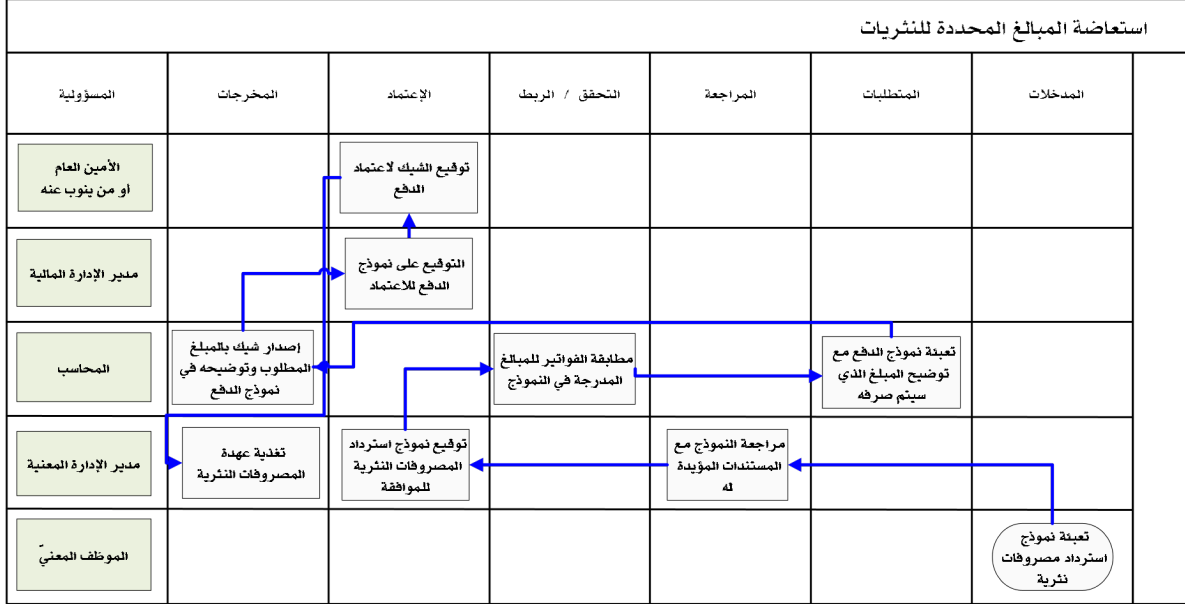 استعاضة المبالغ المحددة للنثريات
المدخلات
المتطلبات
المراجعة
التحقق / الربط
الإعتماد
المخرجات
المسؤولية
توقيع الشيك لاعتماد
الدفع
الأمين العام
او من ينوب عنه
التوقيع على نموذج
الدفع للاعتماد
مدير الإدارة المالية
تعبئة نموذج الدفع مع
توضيح المبلغ الذي
سيتم صرفه
مطابقة الفواتير للمبالغ
المدرجة في النموذج
إصدار شيك بالمبلغ
المطلوب وتوضيحه في
نموذج الدفع
المحاسب
مراجعة النموذج مع
المستندات المؤيدة
له
توقيع نموذج استرداد
المصروفات النثرية
للموافقة
تغذية عهدة
المصروفات النثرية
مدير الإدارة المعنية
تعبئة نموذج
استرداد مصروفات
نثرية
الموظف المعنيّ